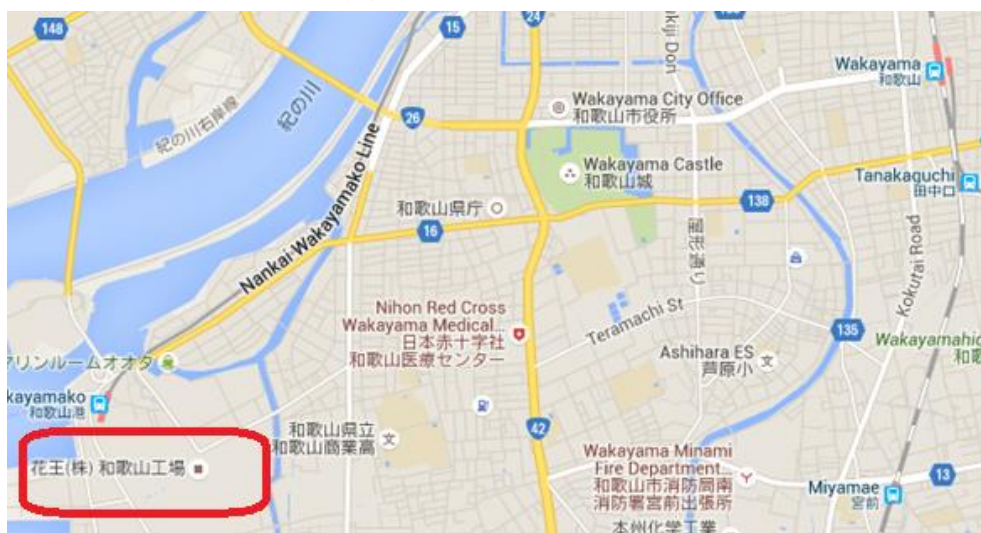 148
15
24
Wakayama
和歌山
紀の川右岸線
紀の川
26
Wakayama City Office
和歌山市役所
Nankai Wakayamako Line
Wakayama Castle
和歌山城
Tanakaguchi
田中口
和歌山県庁
138
16
屋形通り
Kokutai Road
Nihon Red Cross
Wakayama Medical...
日本赤十字社
和歌山医療センター
Teramachi St
135
Wakayamahig
和歌
Ashihara ES
芦原小
マリンルームオオタ
kayamako
和歌山港
和歌山県立
和歌山商業高
42
花王(株) 和歌山工場
Wakayama Minami
Fire Department...
和歌山市消防局南
消防署宮前出張所
13
Miyamae
宮前
本州化学工業